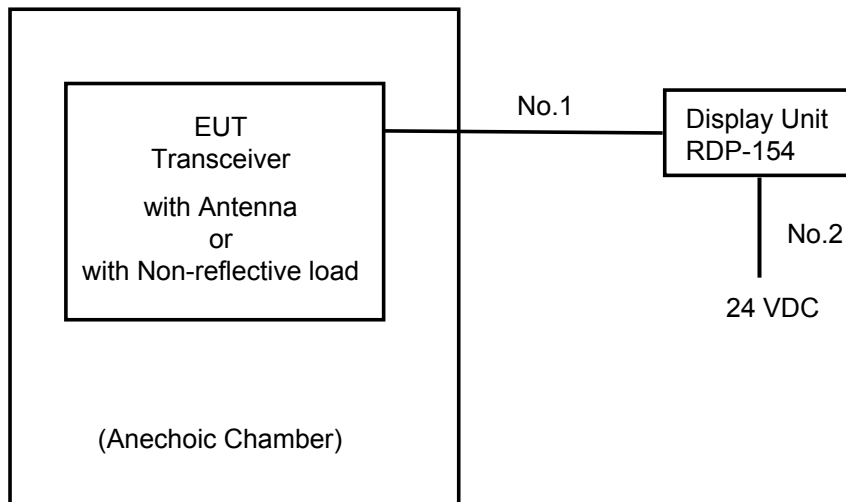 EUT
Transceiver
with Antenna
or
with Non-reflective load
(Anechoic Chamber)
No.1
Display Unit
RDP-154
No.2
24 VDC